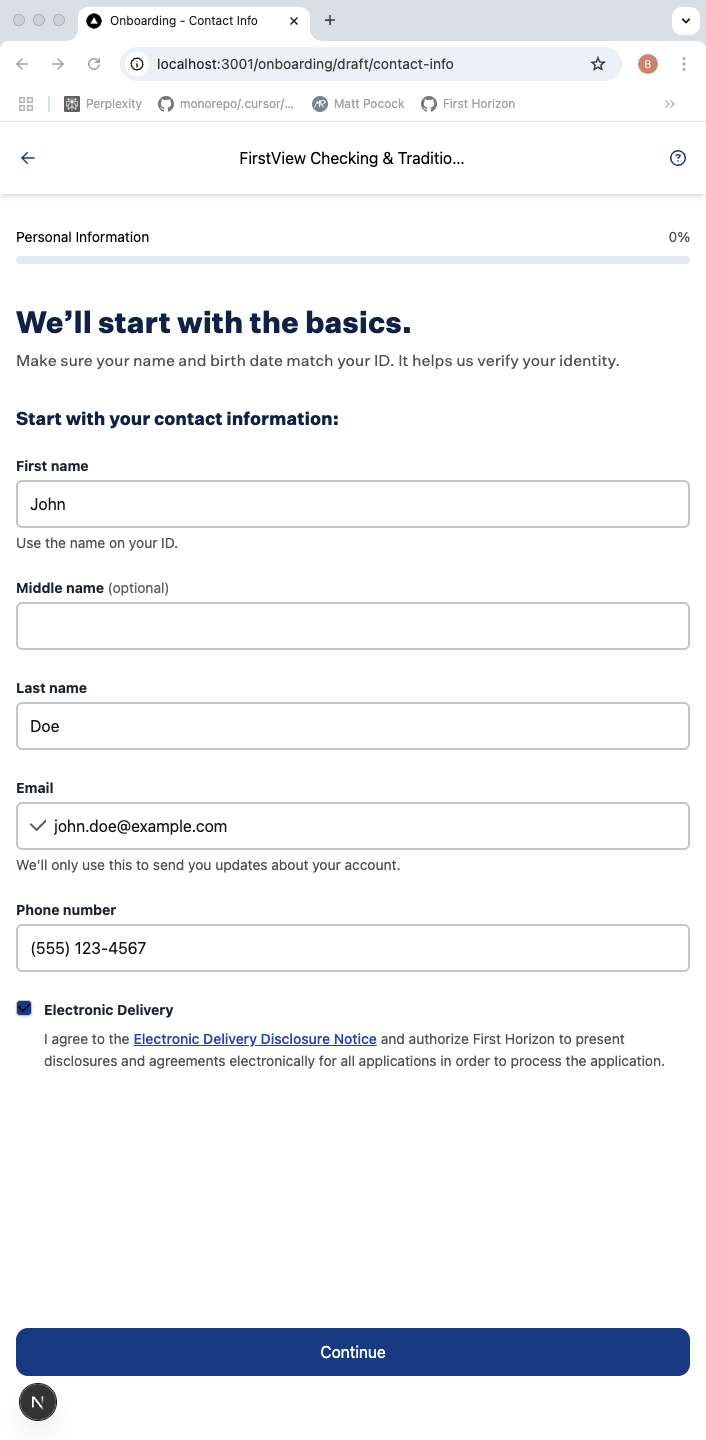 Onboarding - Contact Info
localhost:3001/onboarding/draft/contact-info
B
Perplexity
monorepo/.cursor/...
Matt Pocock
First Horizon
FirstView Checking & Traditio...
Personal Information
0%
We’ll start with the basics.
Make sure your name and birth date match your ID. It helps us verify your identity.
Start with your contact information:
First name
John
Use the name on your ID.
Middle name (optional)
Last name
Doe
Email
john.doe@example.com
We'll only use this to send you updates about your account.
Phone number
(555) 123-4567
Electronic Delivery
I agree to the Electronic Delivery Disclosure Notice and authorize First Horizon to present
disclosures and agreements electronically for all applications in order to process the application.
Continue
N